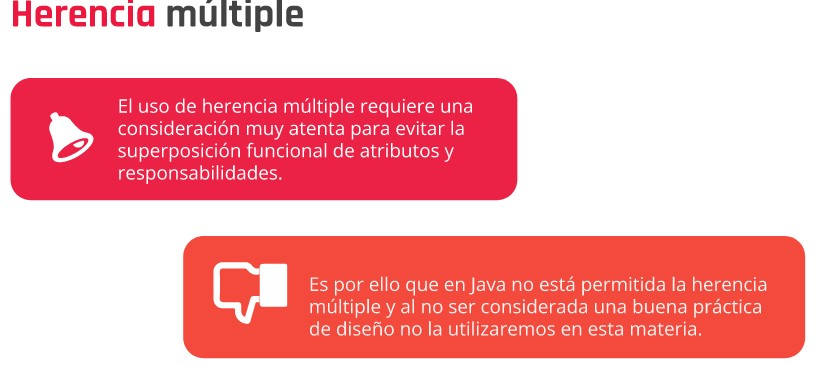 Herencia múltiple
El uso de herencia múltiple requiere una
consideración muy atenta para evitar la
superposición funcional de atributos y
responsabilidades.
Es por ello que en Java no está permitida la herencia
múltiple y al no ser considerada una buena práctica
de diseño no la utilizaremos en esta materia.